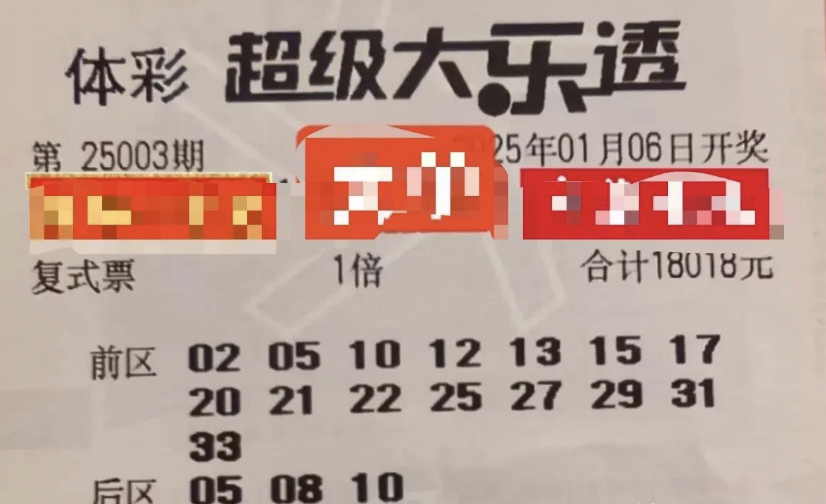 体彩 超级大乐透
第 25003期 25年01月06日开奖
复式票 1倍 合计18018元
前区 02 05 10 12 13 15 17
20 21 22 25 27 29 31
33
后区 05 08 10